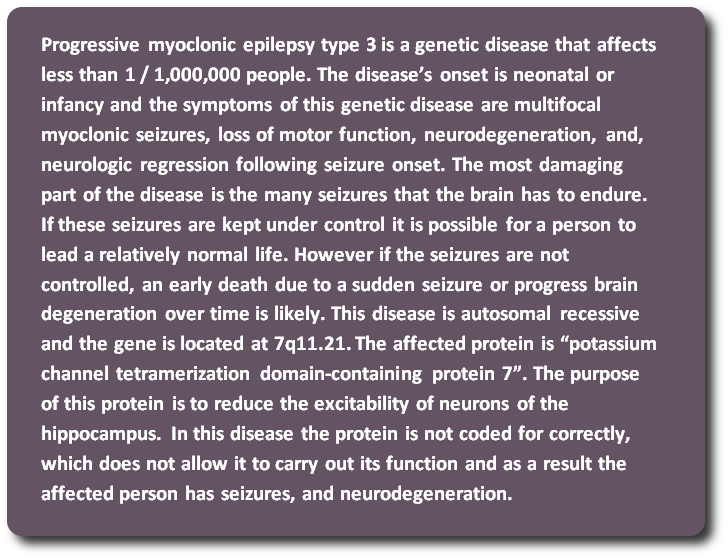 Progressive myoclonic epilepsy type 3 is a genetic disease that affects
less than 1 / 1,000,000 people. The disease’s onset is neonatal or
infancy and the symptoms of this genetic disease are multifocal
myoclonic seizures, loss of motor function, neurodegeneration, and,
neurologic regression following seizure onset. The most damaging
part of the disease is the many seizures that the brain has to endure.
If these seizures are kept under control it is possible for a person to
lead a relatively normal life. However if the seizures are not
controlled, an early death due to a sudden seizure or progress brain
degeneration over time is likely. This disease is autosomal recessive
and the gene is located at 7q11.21. The affected protein is “potassium
channel tetramerization domain-containing protein 7”. The purpose
of this protein is to reduce the excitability of neurons of the
hippocampus. In this disease the protein is not coded for correctly,
which does not allow it to carry out its function and as a result the
affected person has seizures, and neurodegeneration.